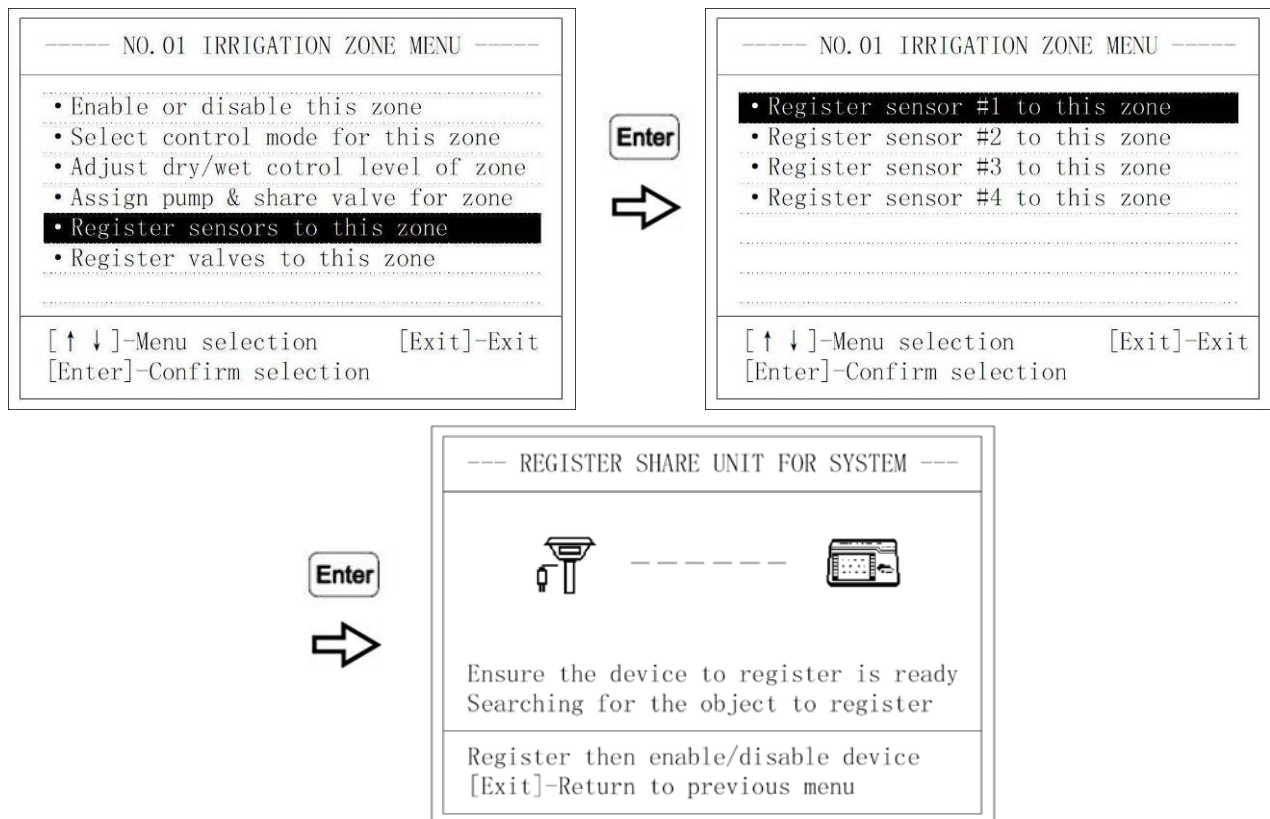 ----- NO.01 IRRIGATION ZONE MENU -----
•Enable or disable this zone
•Select control mode for this zone
•Adjust dry/wet cotrol level of zone
•Assign pump & share valve for zone
•Register sensors to this zone
•Register valves to this zone
[↑ ↓]-Menu selection [Exit]-Exit
[Enter]-Confirm selection
Enter
----- NO.01 IRRIGATION ZONE MENU -----
•Register sensor #1 to this zone
•Register sensor #2 to this zone
•Register sensor #3 to this zone
•Register sensor #4 to this zone
[↑ ↓]-Menu selection [Exit]-Exit
[Enter]-Confirm selection
Enter
--- REGISTER SHARE UNIT FOR SYSTEM ---
Ensure the device to register is ready
Searching for the object to register
Register then enable/disable device
[Exit]-Return to previous menu